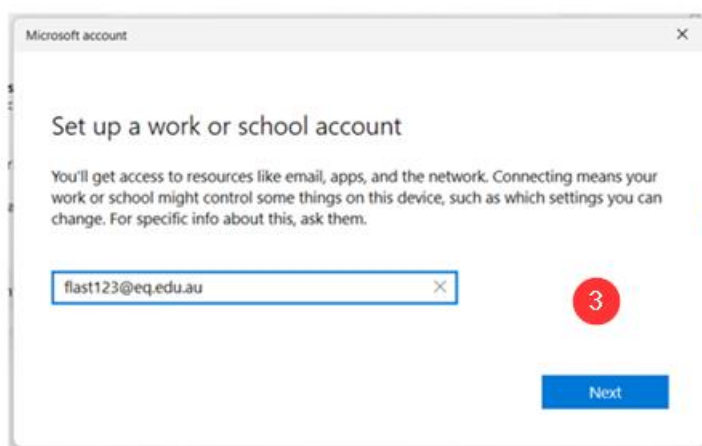 Microsoft account
Set up a work or school account
You'll get access to resources like email, apps, and the network. Connecting means your
work or school might control some things on this device, such as which settings you can
change. For specific info about this, ask them.
flast123@eq.edu.au
3
Next